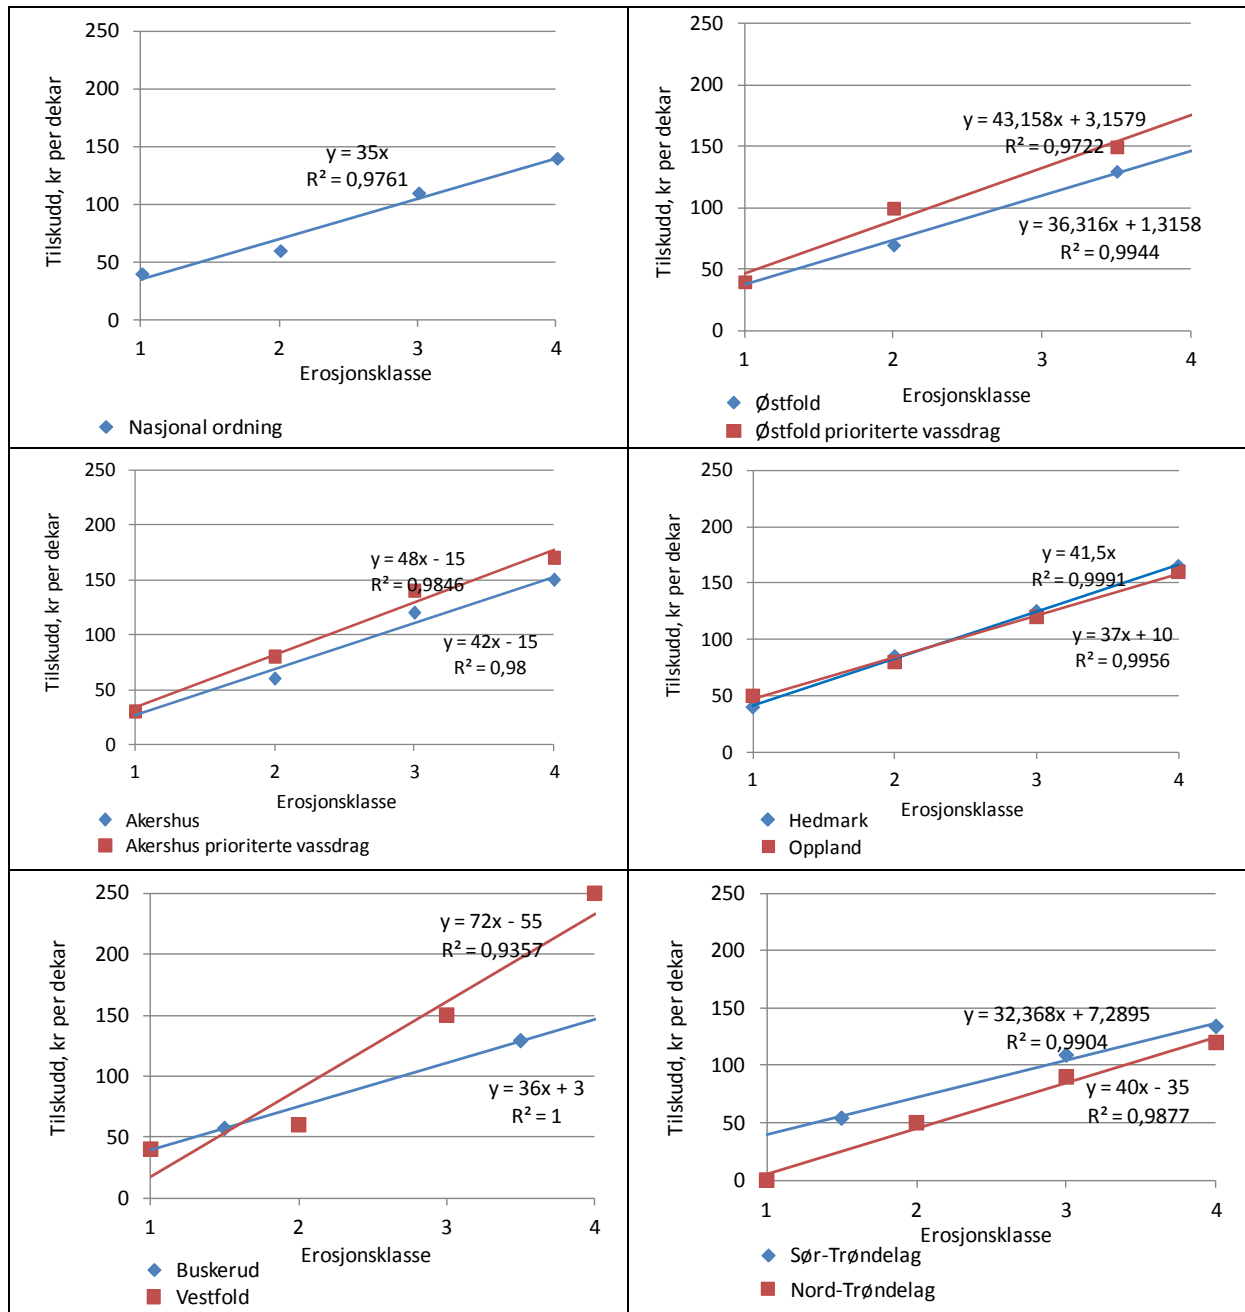 250
200
150
100
50
0
Tilskudd, kr per dekar
y = 35x
R² = 0,9761
1 2 3 4
Erosjonsklasse
Nasjonal ordning
250
200
150
100
50
0
Tilskudd, kr per dekar
y = 43,158x + 3,1579
R² = 0,9722
y = 36,316x + 1,3158
R² = 0,9944
1 2 3 4
Erosjonsklasse
Østfold
Østfold prioriterte vassdrag
250
200
150
100
50
0
Tilskudd, kr per dekar
y = 48x - 15
R² = 0,9846
y = 42x - 15
R² = 0,98
1 2 3 4
Erosjonsklasse
Akershus
Akershus prioriterte vassdrag
250
200
150
100
50
0
Tilskudd, kr per dekar
y = 41,5x
R² = 0,9991
y = 37x + 10
R² = 0,9956
1 2 3 4
Erosjonsklasse
Hedmark
Oppland
250
200
150
100
50
0
Tilskudd, kr per dekar
y = 72x - 55
R² = 0,9357
y = 36x + 3
R² = 1
1 2 3 4
Erosjonsklasse
Buskerud
Vestfold
250
200
150
100
50
0
Tilskudd, kr per dekar
y = 32,368x + 7,2895
R² = 0,9904
y = 40x - 35
R² = 0,9877
1 2 3 4
Erosjonsklasse
Sør-Trøndelag
Nord-Trøndelag